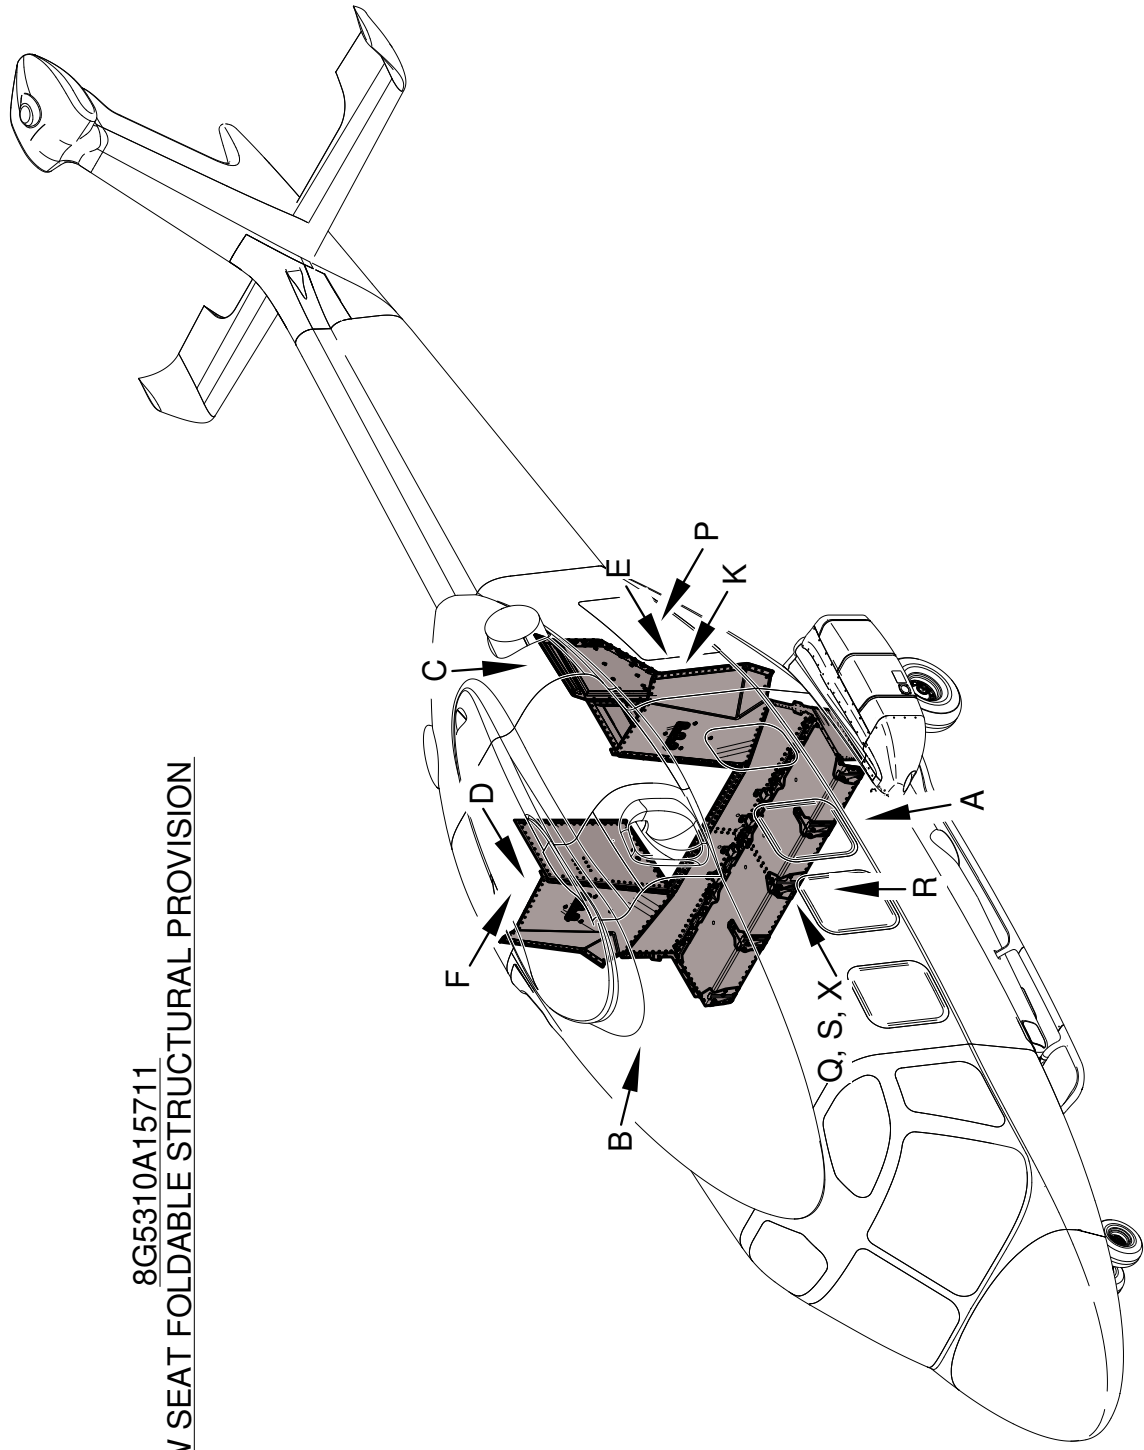 8G5310A15711
SEAT FOLDABLE STRUCTURAL PROVISION
C
E
P
K
D
F
A
R
Q, S, X
B